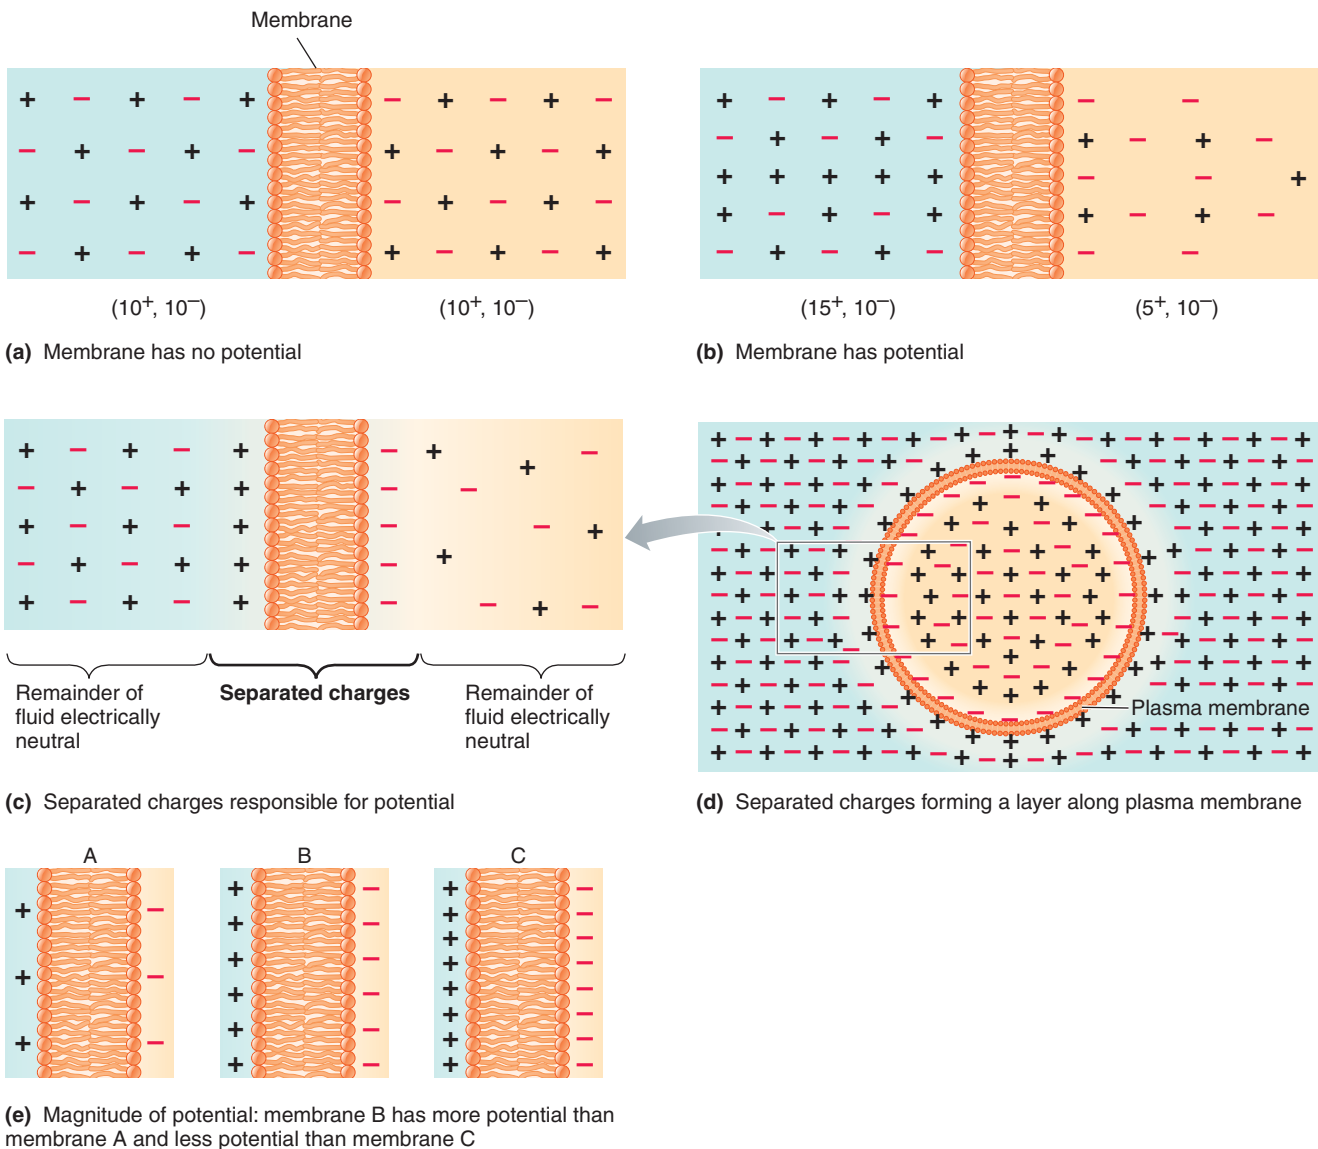 Membrane
(10⁺, 10⁻)
(10⁺, 10⁻)
(a) Membrane has no potential
(15⁺, 10⁻)
(5⁺, 10⁻)
(b) Membrane has potential
Remainder of
fluid electrically
neutral
Separated charges
Remainder of
fluid electrically
neutral
(c) Separated charges responsible for potential
Plasma membrane
(d) Separated charges forming a layer along plasma membrane
A
B
C
(e) Magnitude of potential: membrane B has more potential than
membrane A and less potential than membrane C